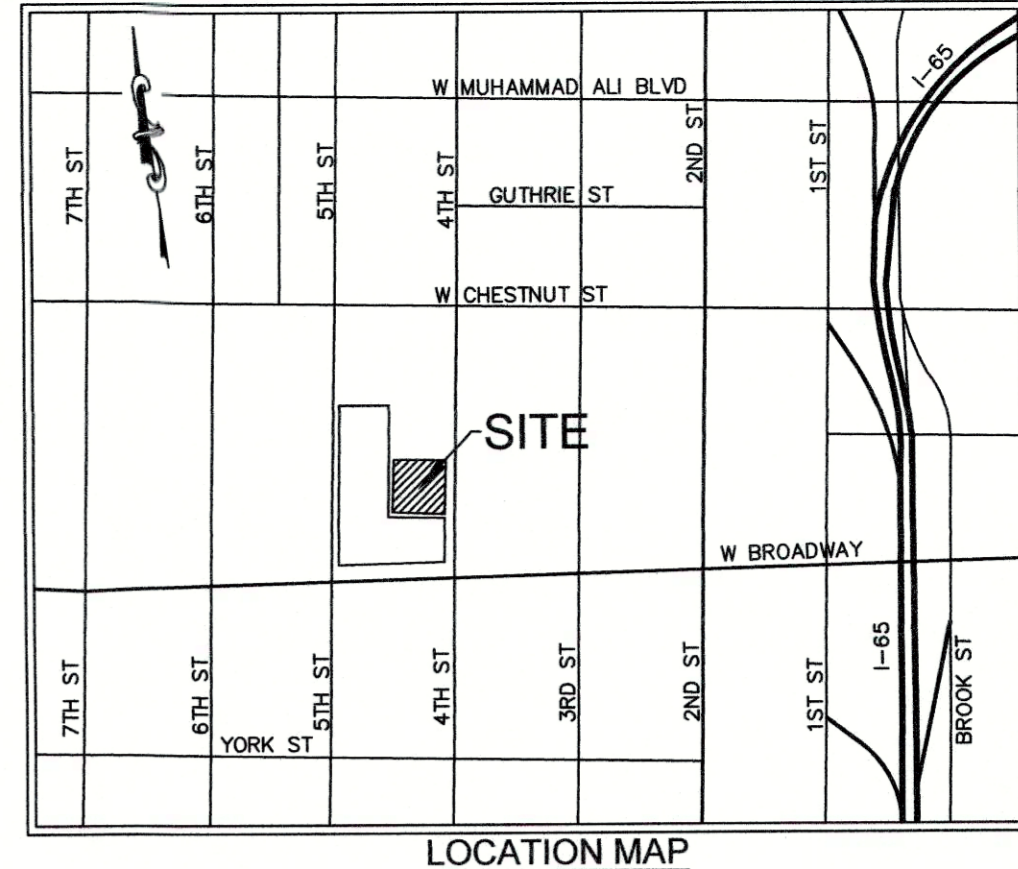 I-65
W MUHAMMAD ALI BLVD
7TH ST
6TH ST
5TH ST
4TH ST
2ND ST
1ST ST
GUTHRIE ST
W CHESTNUT ST
SITE
W BROADWAY
7TH ST
6TH ST
5TH ST
4TH ST
3RD ST
2ND ST
1ST ST
I-65
BROOK ST
YORK ST
LOCATION MAP